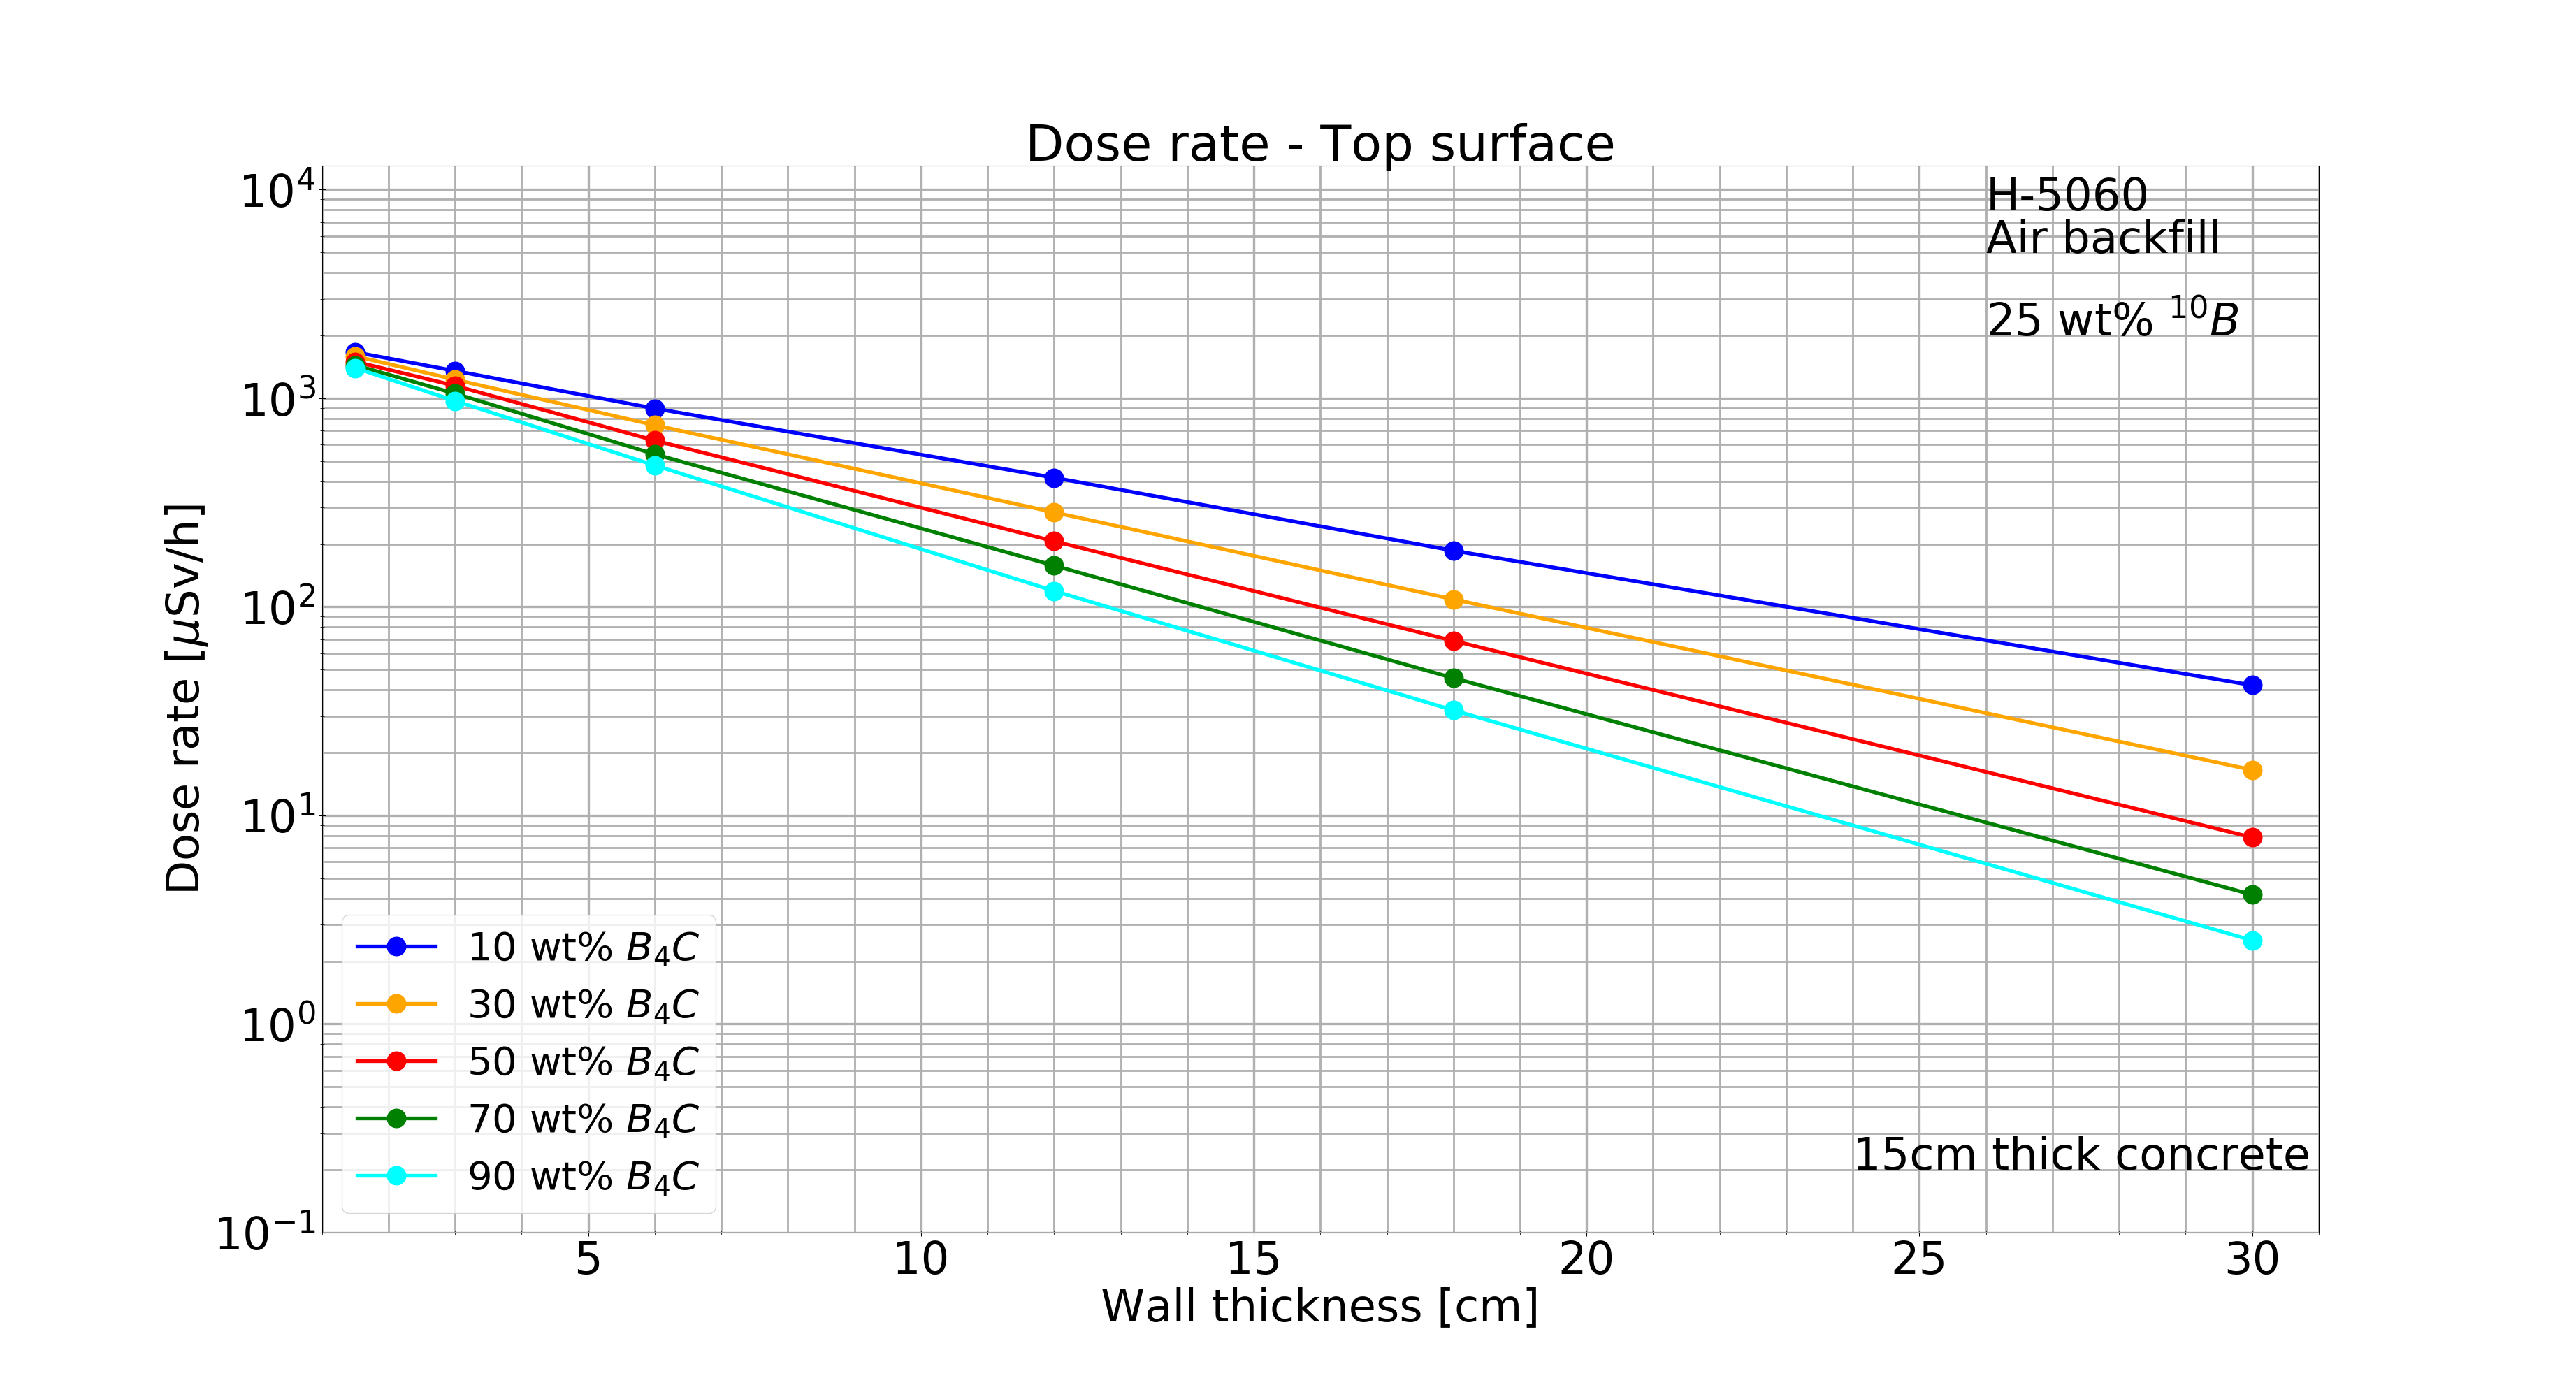 Dose rate - Top surface
H-5060
Air backfill
25 wt% ¹⁰B
Dose rate [μSv/h]
10⁴
10³
10²
10¹
10⁰
10⁻¹
10 wt% B₄C
30 wt% B₄C
50 wt% B₄C
70 wt% B₄C
90 wt% B₄C
15cm thick concrete
5 10 15 20 25 30
Wall thickness [cm]